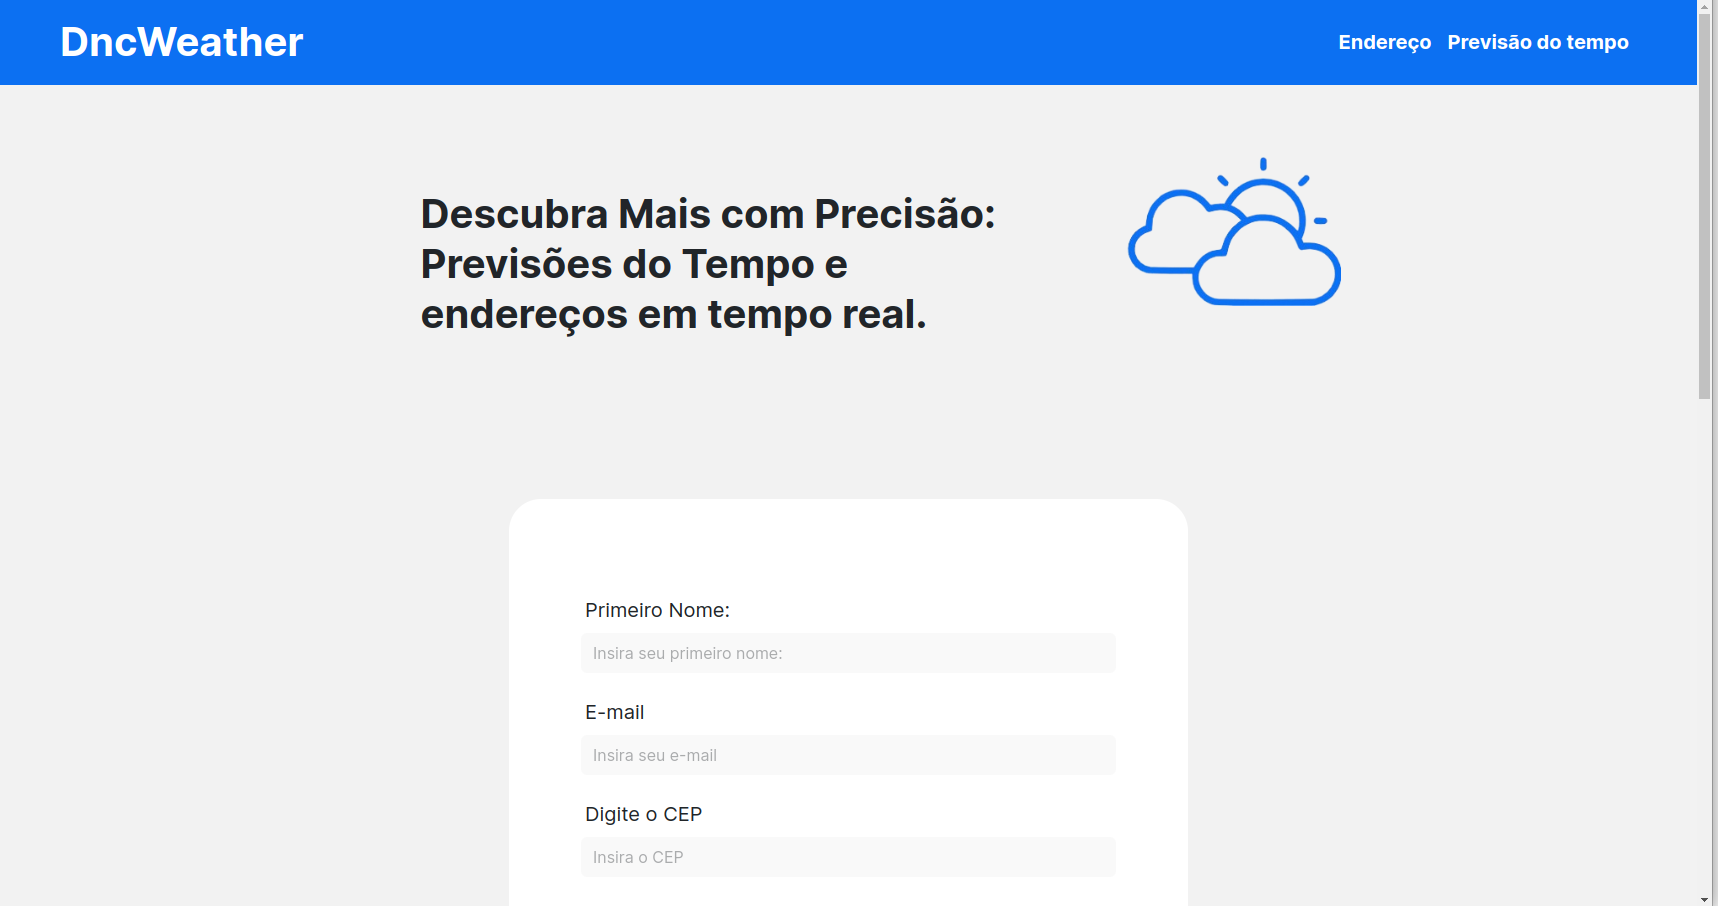 DncWeather
Endereço Previsão do tempo
Descubra Mais com Precisão:
Previsões do Tempo e
endereços em tempo real.
Primeiro Nome:
Insira seu primeiro nome:
E-mail
Insira seu e-mail
Digite o CEP
Insira o CEP